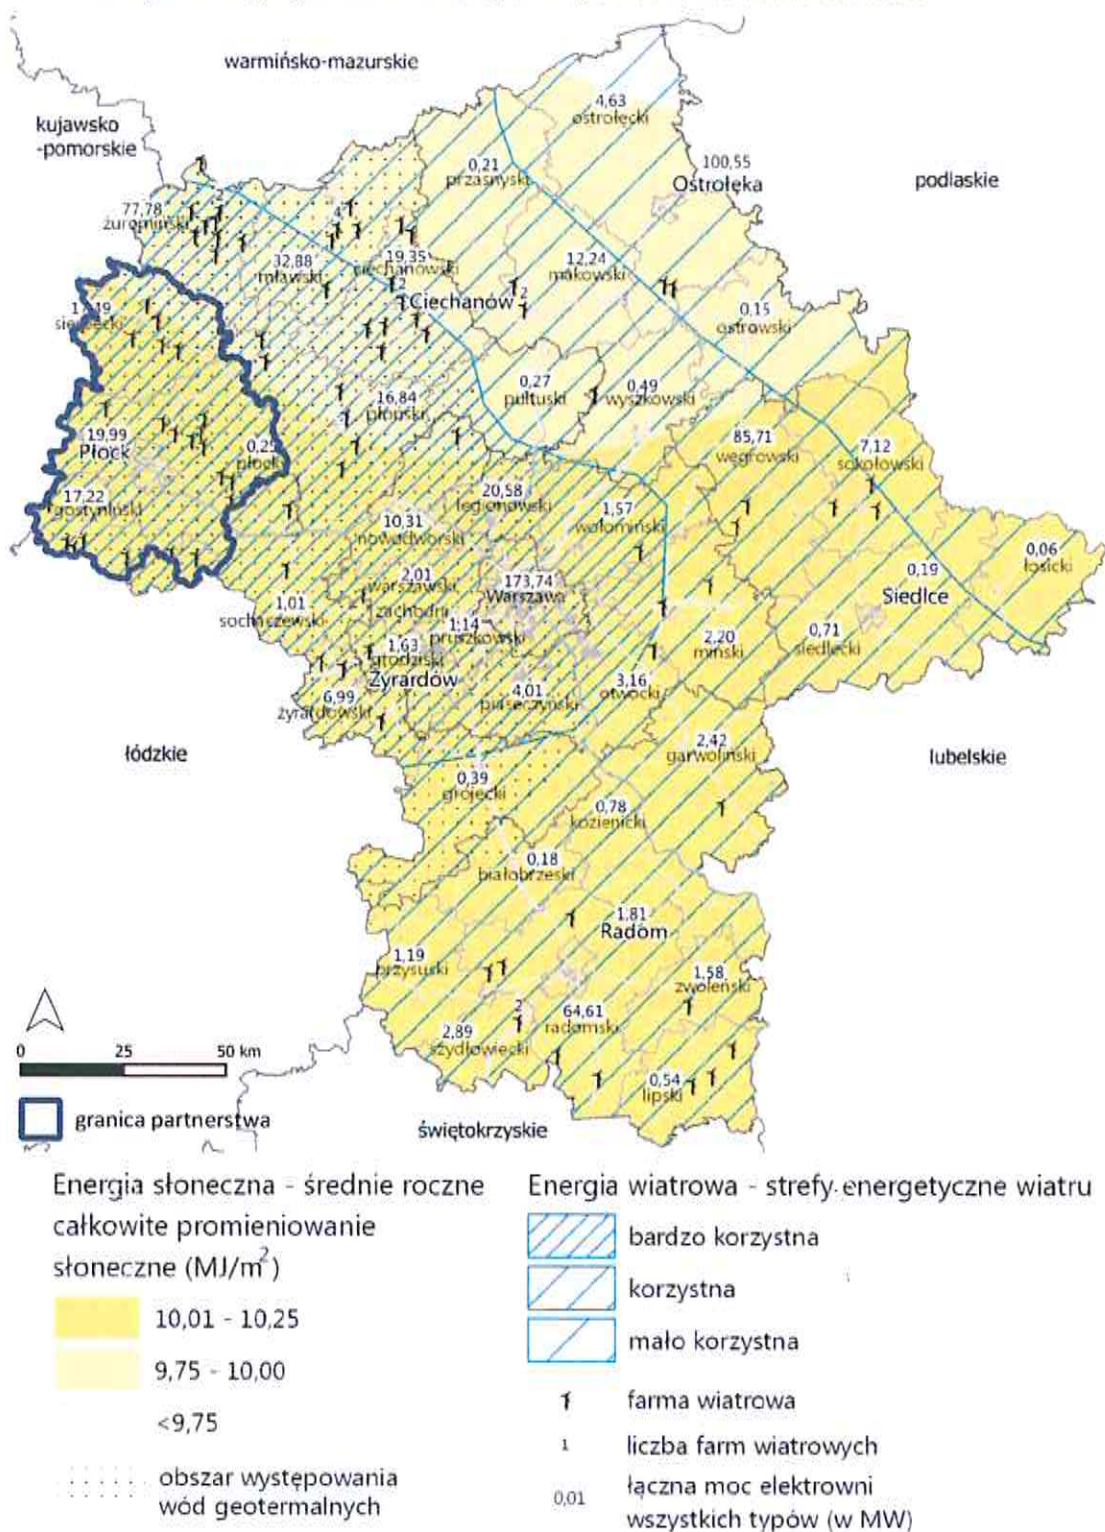 warmińsko-mazurskie
kujawsko
-pomorskie
podlaskie
4,63
ostrołęcki
0,21
przasnyski
100,55
Ostrołęka
77,78
żuromiński
2
4
32,88
mławski
19,35
ciechanowski
2
Ciechanów
2
12,24
makowski
0,15
ostrowski
sierpecki
0,27
pułtuski
0,49
wyszkowski
16,84
płoński
19,99
Płock
0,25
płocki
85,71
węgrowski
7,12
sokołowski
17,22
gostyniński
20,58
legionowski
10,31
nowodworski
1,57
wołomiński
0,06
łosicki
0,19
Siedlce
2,01
warszawski
zachodni
173,74
Warszawa
1,01
sochaczewski
1,14
pruszkowski
1,63
grodziski
Żyrardów
2,20
miński
0,71
siedlecki
6,99
żyrardowski
4,01
piaseczyński
3,16
otwocki
2,42
garwoliński
łódzkie
lubelskie
0,39
grójecki
0,78
kozienicki
0,18
białobrzeski
1,81
Radom
1,19
przysuski
1,58
zwoleński
2
64,61
radomski
2,89
szydłowiecki
0,54
lipski
0 25 50 km
granica partnerstwa
świętokrzyskie
Energia słoneczna - średnie roczne
całkowite promieniowanie
słoneczne (MJ/m²)
10,01 - 10,25
9,75 - 10,00
<9,75
obszar występowania
wód geotermalnych
Energia wiatrowa - strefy energetyczne wiatru
bardzo korzystna
korzystna
mało korzystna
farma wiatrowa
1 liczba farm wiatrowych
0,01 łączna moc elektrowni
wszystkich typów (w MW)